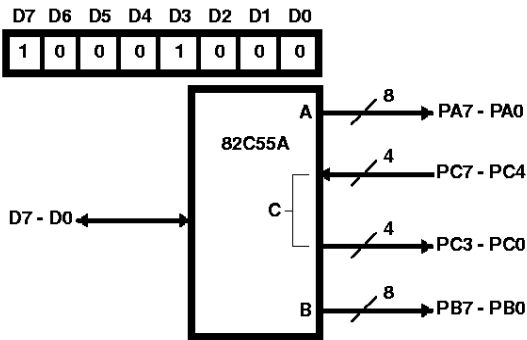 D7 D6 D5 D4 D3 D2 D1 D0
1 0 0 0 1 0 0 0
A 8 PA7 - PA0
82C55A
4 PC7 - PC4
C
D7 - D0
4 PC3 - PC0
B 8 PB7 - PB0